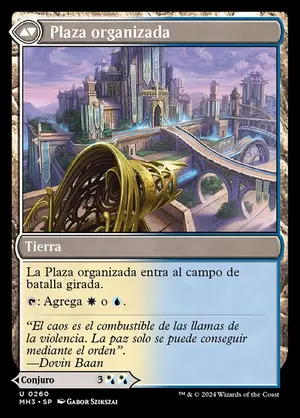 Plaza organizada
Tierra
La Plaza organizada entra al campo de
batalla girada.
: Agrega o .
"El caos es el combustible de las llamas de
la violencia. La paz solo se puede conseguir
mediante el orden".
—Dovin Baan
Conjuro 3
U 0260
MH3 • SP Gabor Szikszai
™ & © 2024 Wizards of the Coast